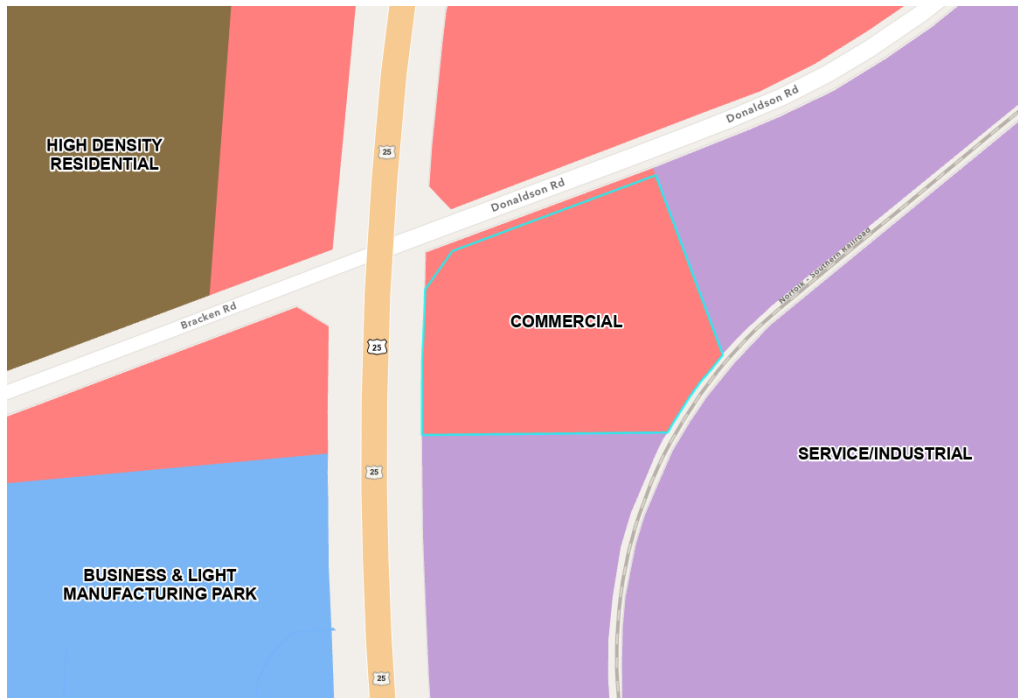 HIGH DENSITY
RESIDENTIAL
25
Donaldson Rd
Donaldson Rd
Norfolk - Southern Railroad
Bracken Rd
COMMERCIAL
25
SERVICE/INDUSTRIAL
25
BUSINESS & LIGHT
MANUFACTURING PARK
25